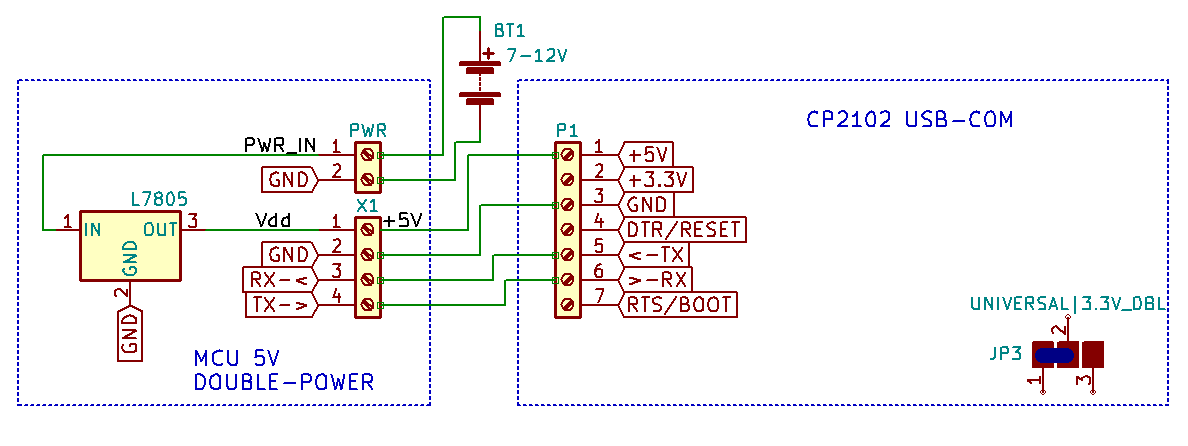 BT1
+
7-12V
CP2102 USB-COM
PWR
P1
PWR_IN
1
2
GND
L7805
1
IN
OUT
3
GND
2
GND
X1
Vdd
1
+5V
GND
2
RX-<
3
TX->
4
1
+5V
2
+3.3V
3
GND
4
DTR/RESET
5
<-TX
6
>-RX
7
RTS/BOOT
MCU 5V
DOUBLE-POWER
UNIVERSAL|3.3V_DBL
2
JP3
1
3